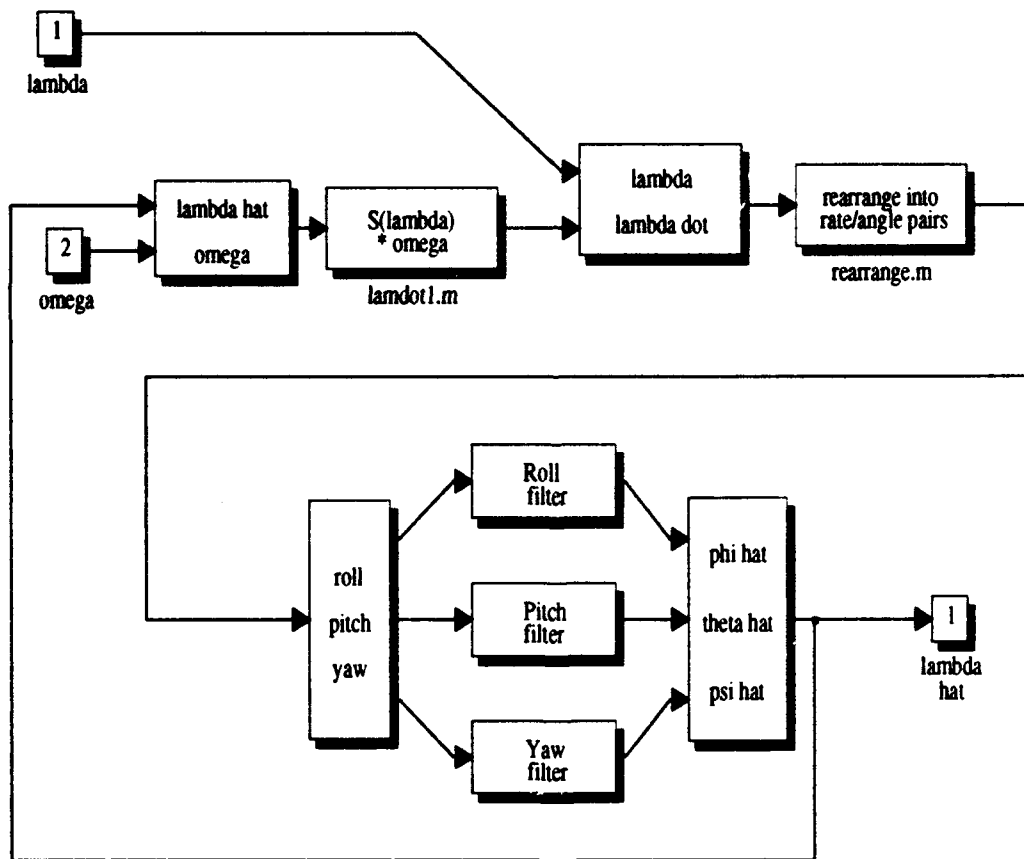 1
lambda
lambda
lambda hat
S(lambda)
* omega
lambda dot
rearrange into
rate/angle pairs
2
omega
omega
lamdot1.m
rearrange.m
Roll
filter
roll
pitch
yaw
Pitch
filter
Yaw
filter
phi hat
theta hat
psi hat
1
lambda
hat